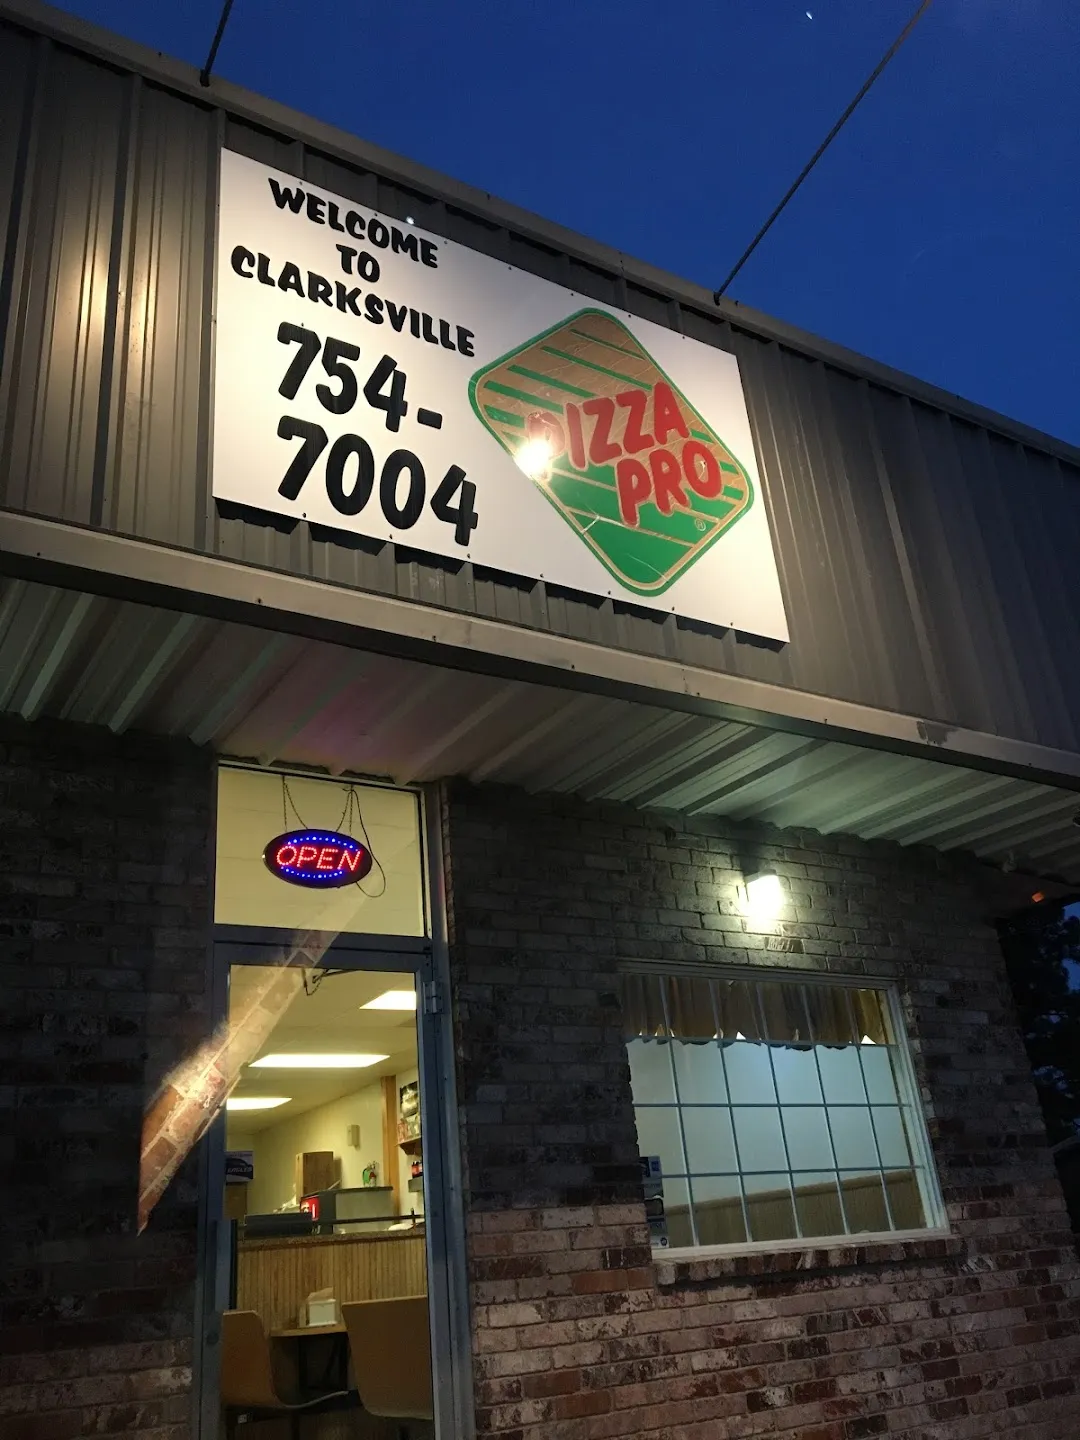 WELCOME
TO
CLARKSVILLE
754-
7004
PIZZA
PRO
®
OPEN